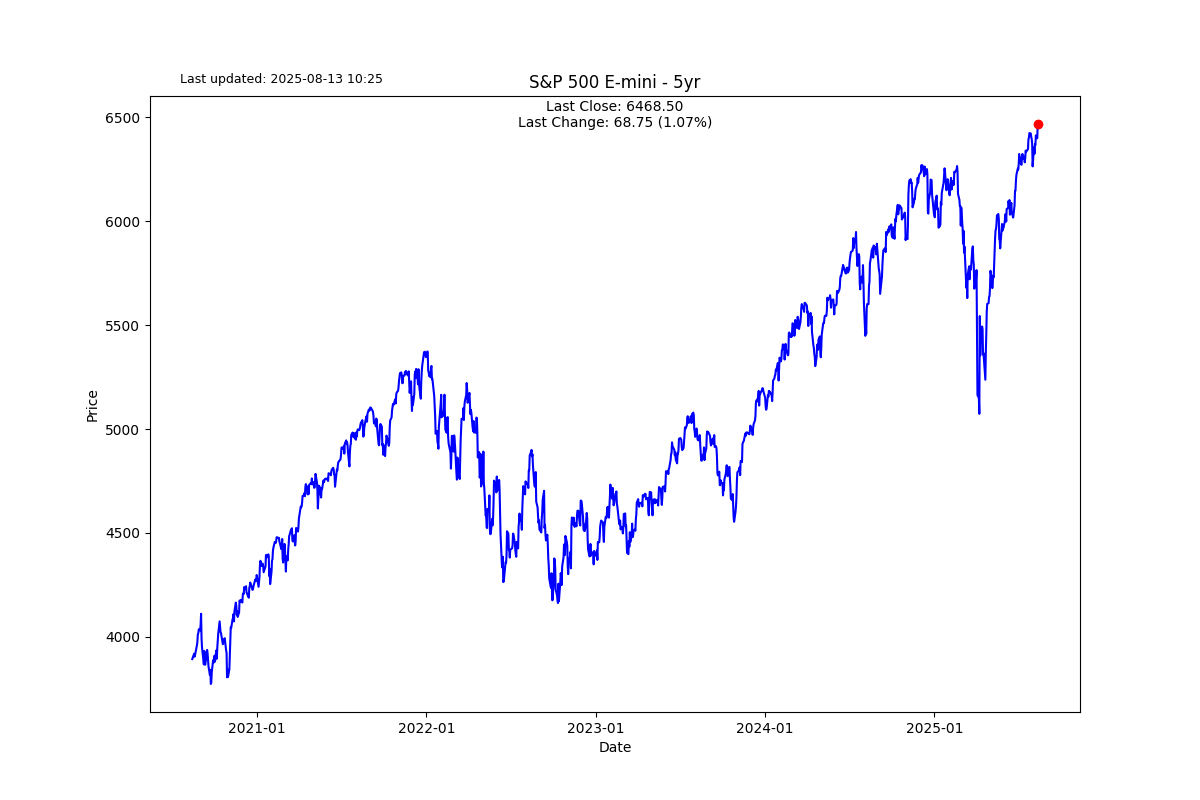 Last updated: 2025-08-13 10:25
S&P 500 E-mini - 5yr
Last Close: 6468.50
Last Change: 68.75 (1.07%)
Price
6500
6000
5500
5000
4500
4000
2021-01
2022-01
2023-01
2024-01
2025-01
Date